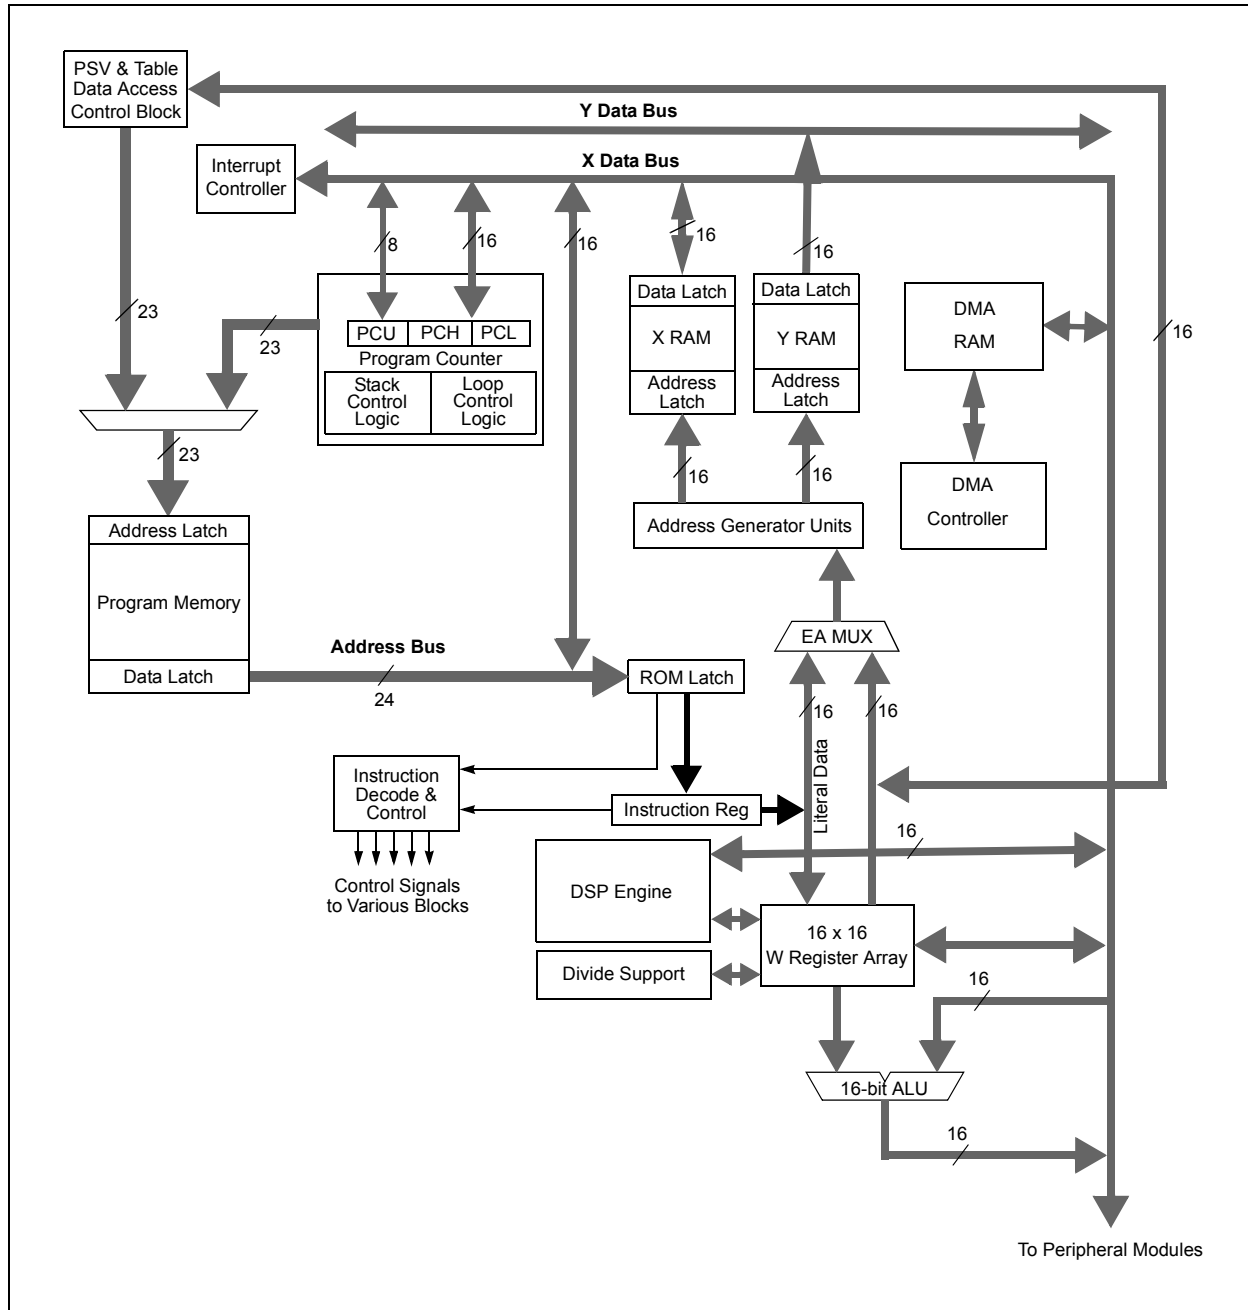 PSV & Table
Data Access
Control Block
Y Data Bus
X Data Bus
Interrupt
Controller
8
16
16
16
16
16
23
23
23
PCU
PCH
PCL
Program Counter
Stack
Control
Logic
Loop
Control
Logic
Data Latch
X RAM
Address
Latch
Data Latch
Y RAM
Address
Latch
DMA
RAM
16
16
DMA
Controller
Address Generator Units
Address Latch
Program Memory
Data Latch
Address Bus
24
ROM Latch
EA MUX
16
16
Literal Data
Instruction
Decode &
Control
Instruction Reg
Control Signals
to Various Blocks
16
DSP Engine
16 x 16
W Register Array
Divide Support
16
16-bit ALU
16
To Peripheral Modules